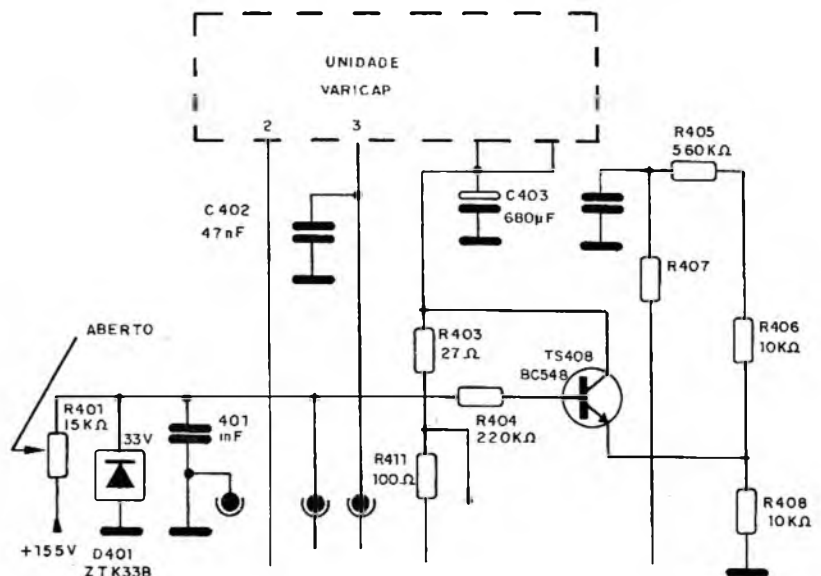 UNIDADE
VARICAP
2
3
R405
560KΩ
C402
47nF
C403
680µF
R407
ABERTO
R403
27Ω
TS408
BC548
R406
10KΩ
R401
15KΩ
33V
401
nF
R404
220KΩ
R411
100Ω
R408
10KΩ
+155V
D401
ZTK33B